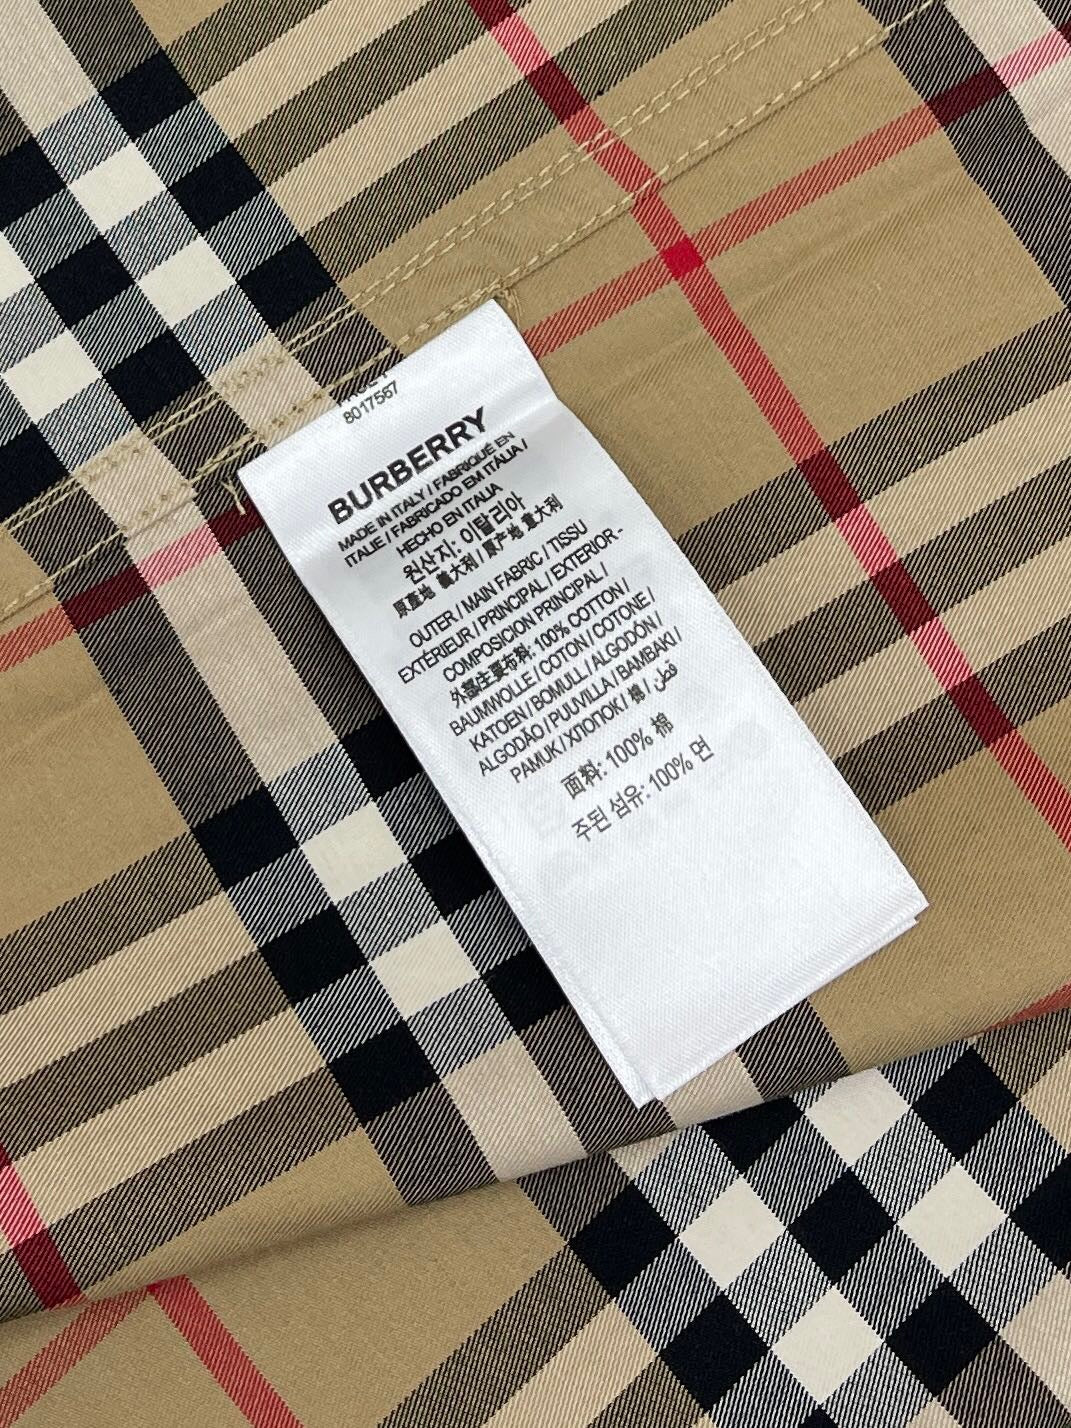 8017567
BURBERRY
MADE IN ITALY / FABRIQUÉ EN
ITALIE / FABRICADO EM ITÁLIA /
HECHO EN ITALIA
원산지: 이탈리아
原產地 義大利 / 原产地 意大利
OUTER / MAIN FABRIC / TISSU
EXTÉRIEUR / PRINCIPAL / EXTERIOR -
COMPOSICION PRINCIPAL /
外部主要布料: 100% COTTON /
BAUMWOLLE / COTON / COTONE /
KATOEN / BOMULL / ALGODÓN /
ALGODÃO / PUUVILLA / BAMBAKI /
PAMUK / ХЛОПОК / 棉 / قطن
面料: 100% 棉
주된 섬유: 100% 면